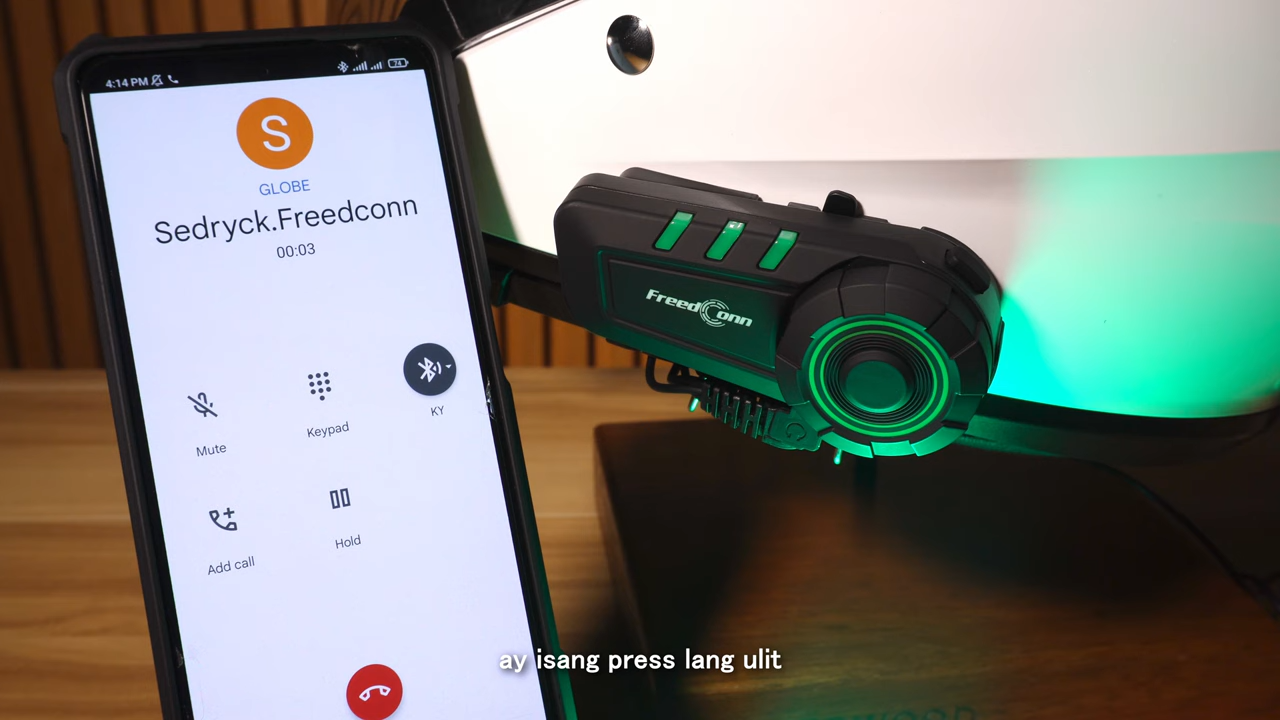 4:14 PM
74
S
GLOBE
Sedryck.Freedconn
00:03
Mute
Keypad
KY
Add call
Hold
FreedConn
ay isang press lang ulit